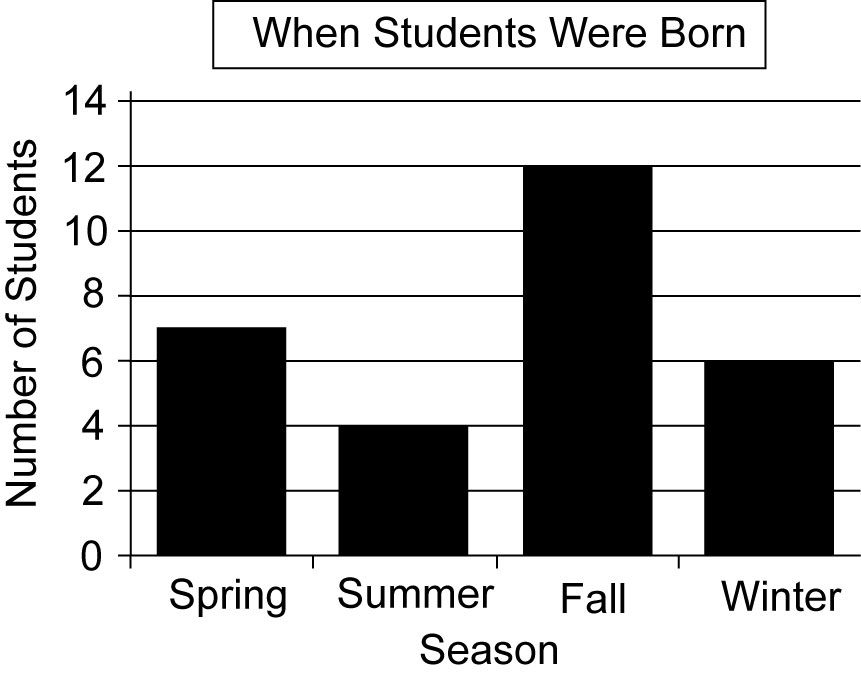 When Students Were Born
Number of Students
14
12
10
8
6
4
2
0
Spring Summer Fall Winter
Season